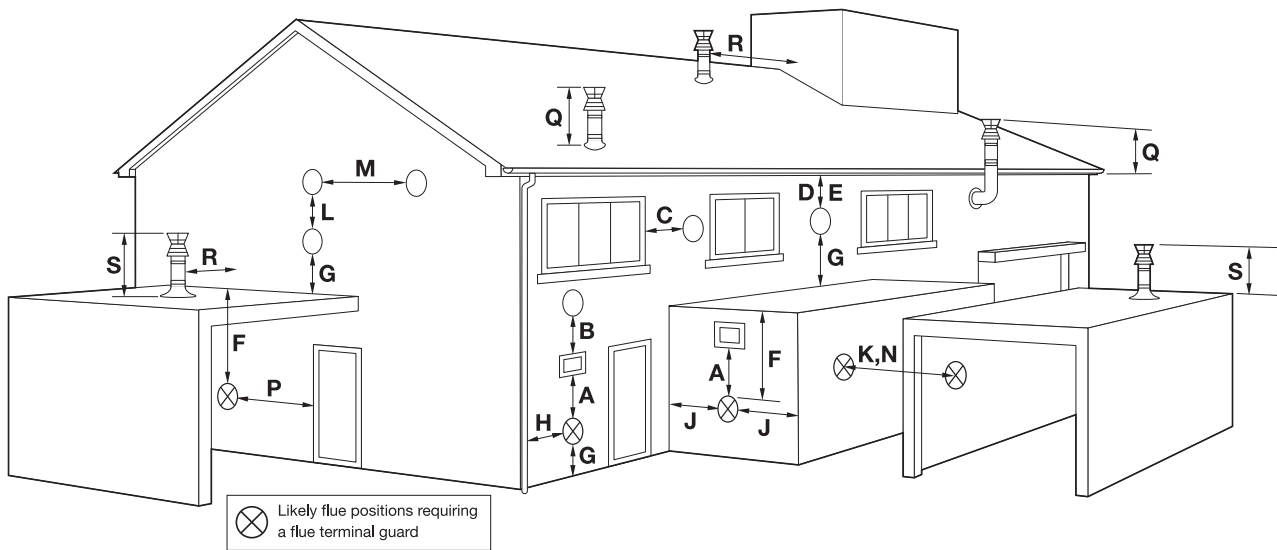 R
Q
Q
M
D E
C
L
S
R
G
G
S
B
F
F
K,N
A
P
A
H
J
J
G
Likely flue positions requiring
a flue terminal guard